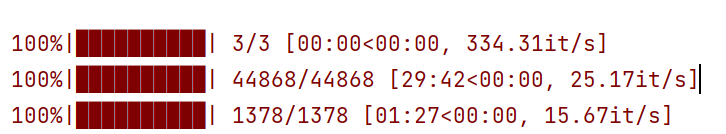 100%|██████████| 3/3 [00:00<00:00, 334.31it/s]
100%|██████████| 44868/44868 [29:42<00:00, 25.17it/s]
100%|██████████| 1378/1378 [01:27<00:00, 15.67it/s]